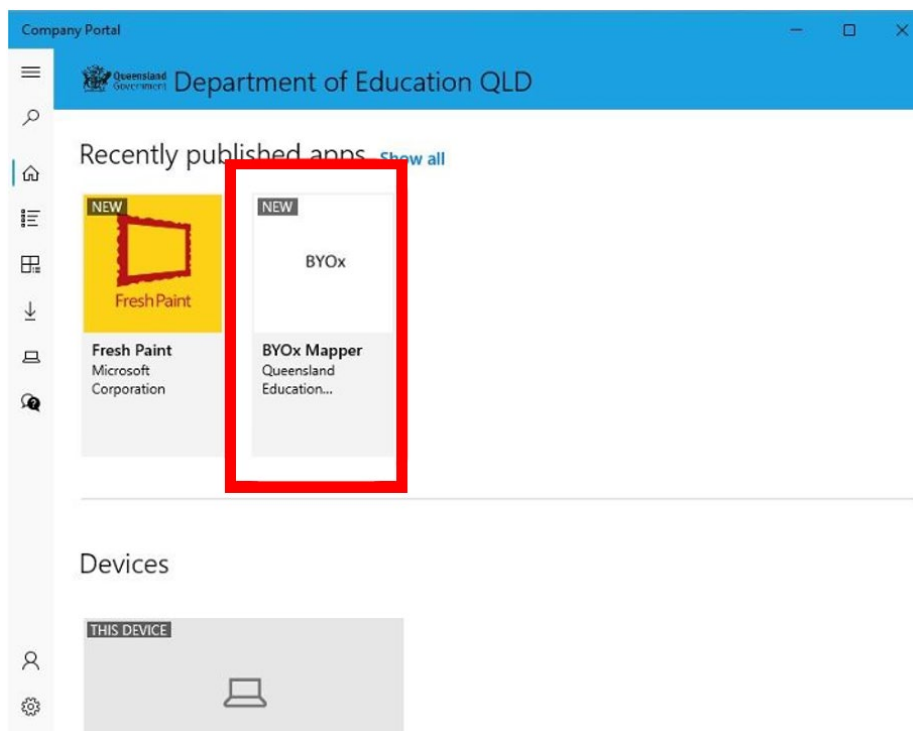 Company Portal
Queensland
Government
Department of Education QLD
Recently published apps Show all
NEW
Fresh Paint
Fresh Paint
Microsoft
Corporation
NEW
BYOx
BYOx Mapper
Queensland
Education...
Devices
THIS DEVICE